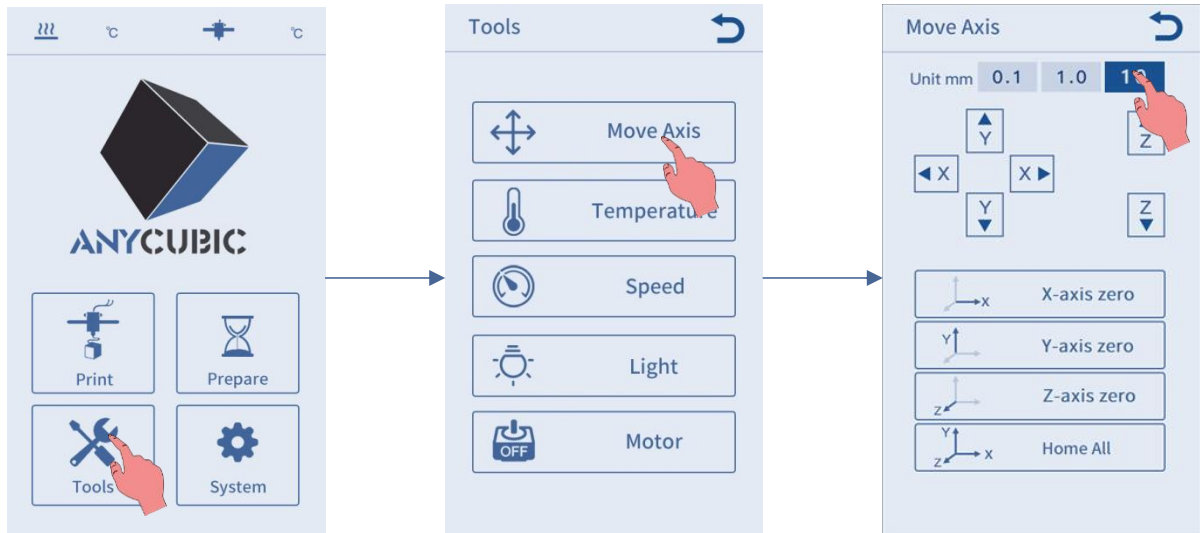 ℃
℃
ANYCUBIC
Print
Prepare
Tools
System
Tools
Move Axis
Temperature
Speed
Light
OFF
Motor
Move Axis
Unit mm 0.1 1.0
Y
Z
X X
Y
Z
X
X-axis zero
Y
Y-axis zero
Z
Z-axis zero
Y
Z X
Home All